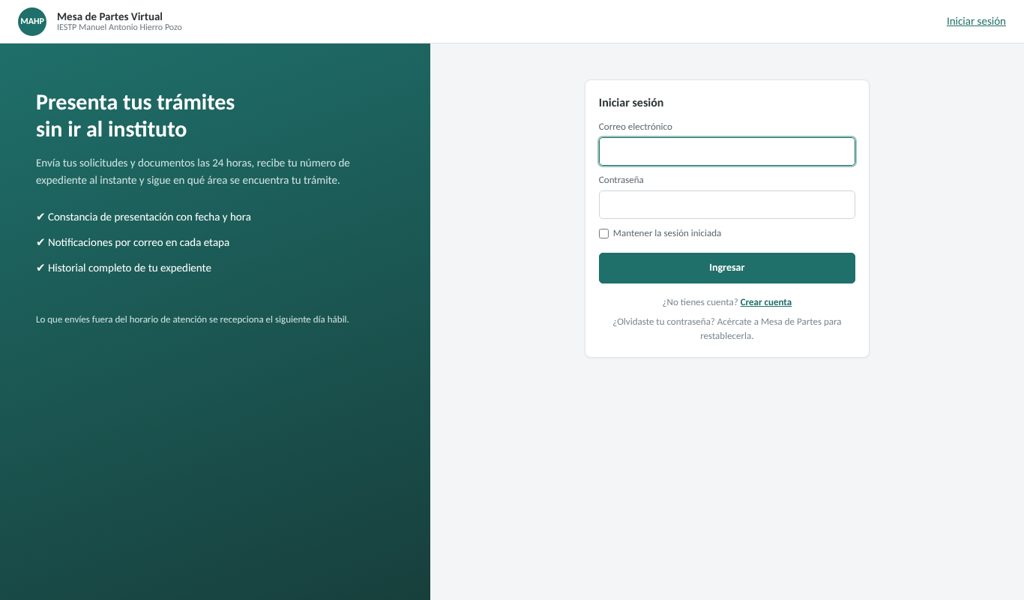 MAHP
Mesa de Partes Virtual
IESTP Manuel Antonio Hierro Pozo
Iniciar sesión
Presenta tus trámites
sin ir al instituto
Envía tus solicitudes y documentos las 24 horas, recibe tu número de
expediente al instante y sigue en qué área se encuentra tu trámite.
✔ Constancia de presentación con fecha y hora
✔ Notificaciones por correo en cada etapa
✔ Historial completo de tu expediente
Lo que envíes fuera del horario de atención se recepciona el siguiente día hábil.
Iniciar sesión
Correo electrónico
Contraseña
Mantener la sesión iniciada
Ingresar
¿No tienes cuenta? Crear cuenta
¿Olvidaste tu contraseña? Acércate a Mesa de Partes para
restablecerla.